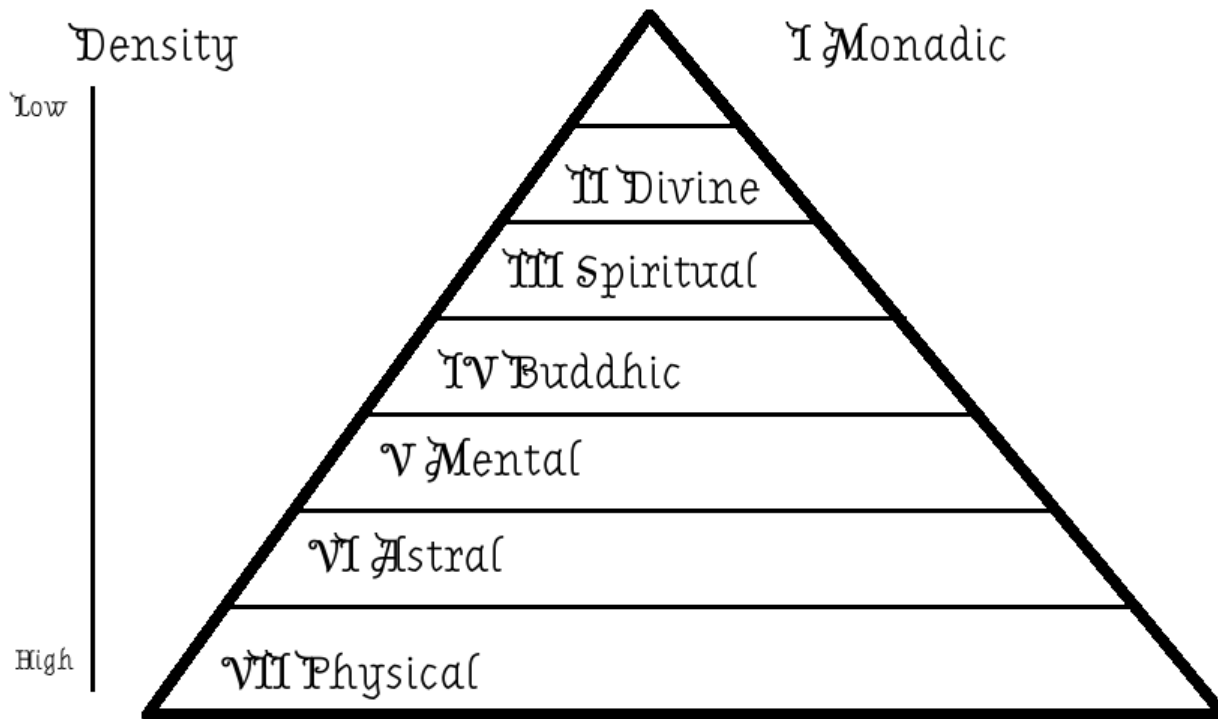 Density
I Monadic
Low
II Divine
III Spiritual
IV Buddhic
V Mental
VI Astral
High
VII Physical